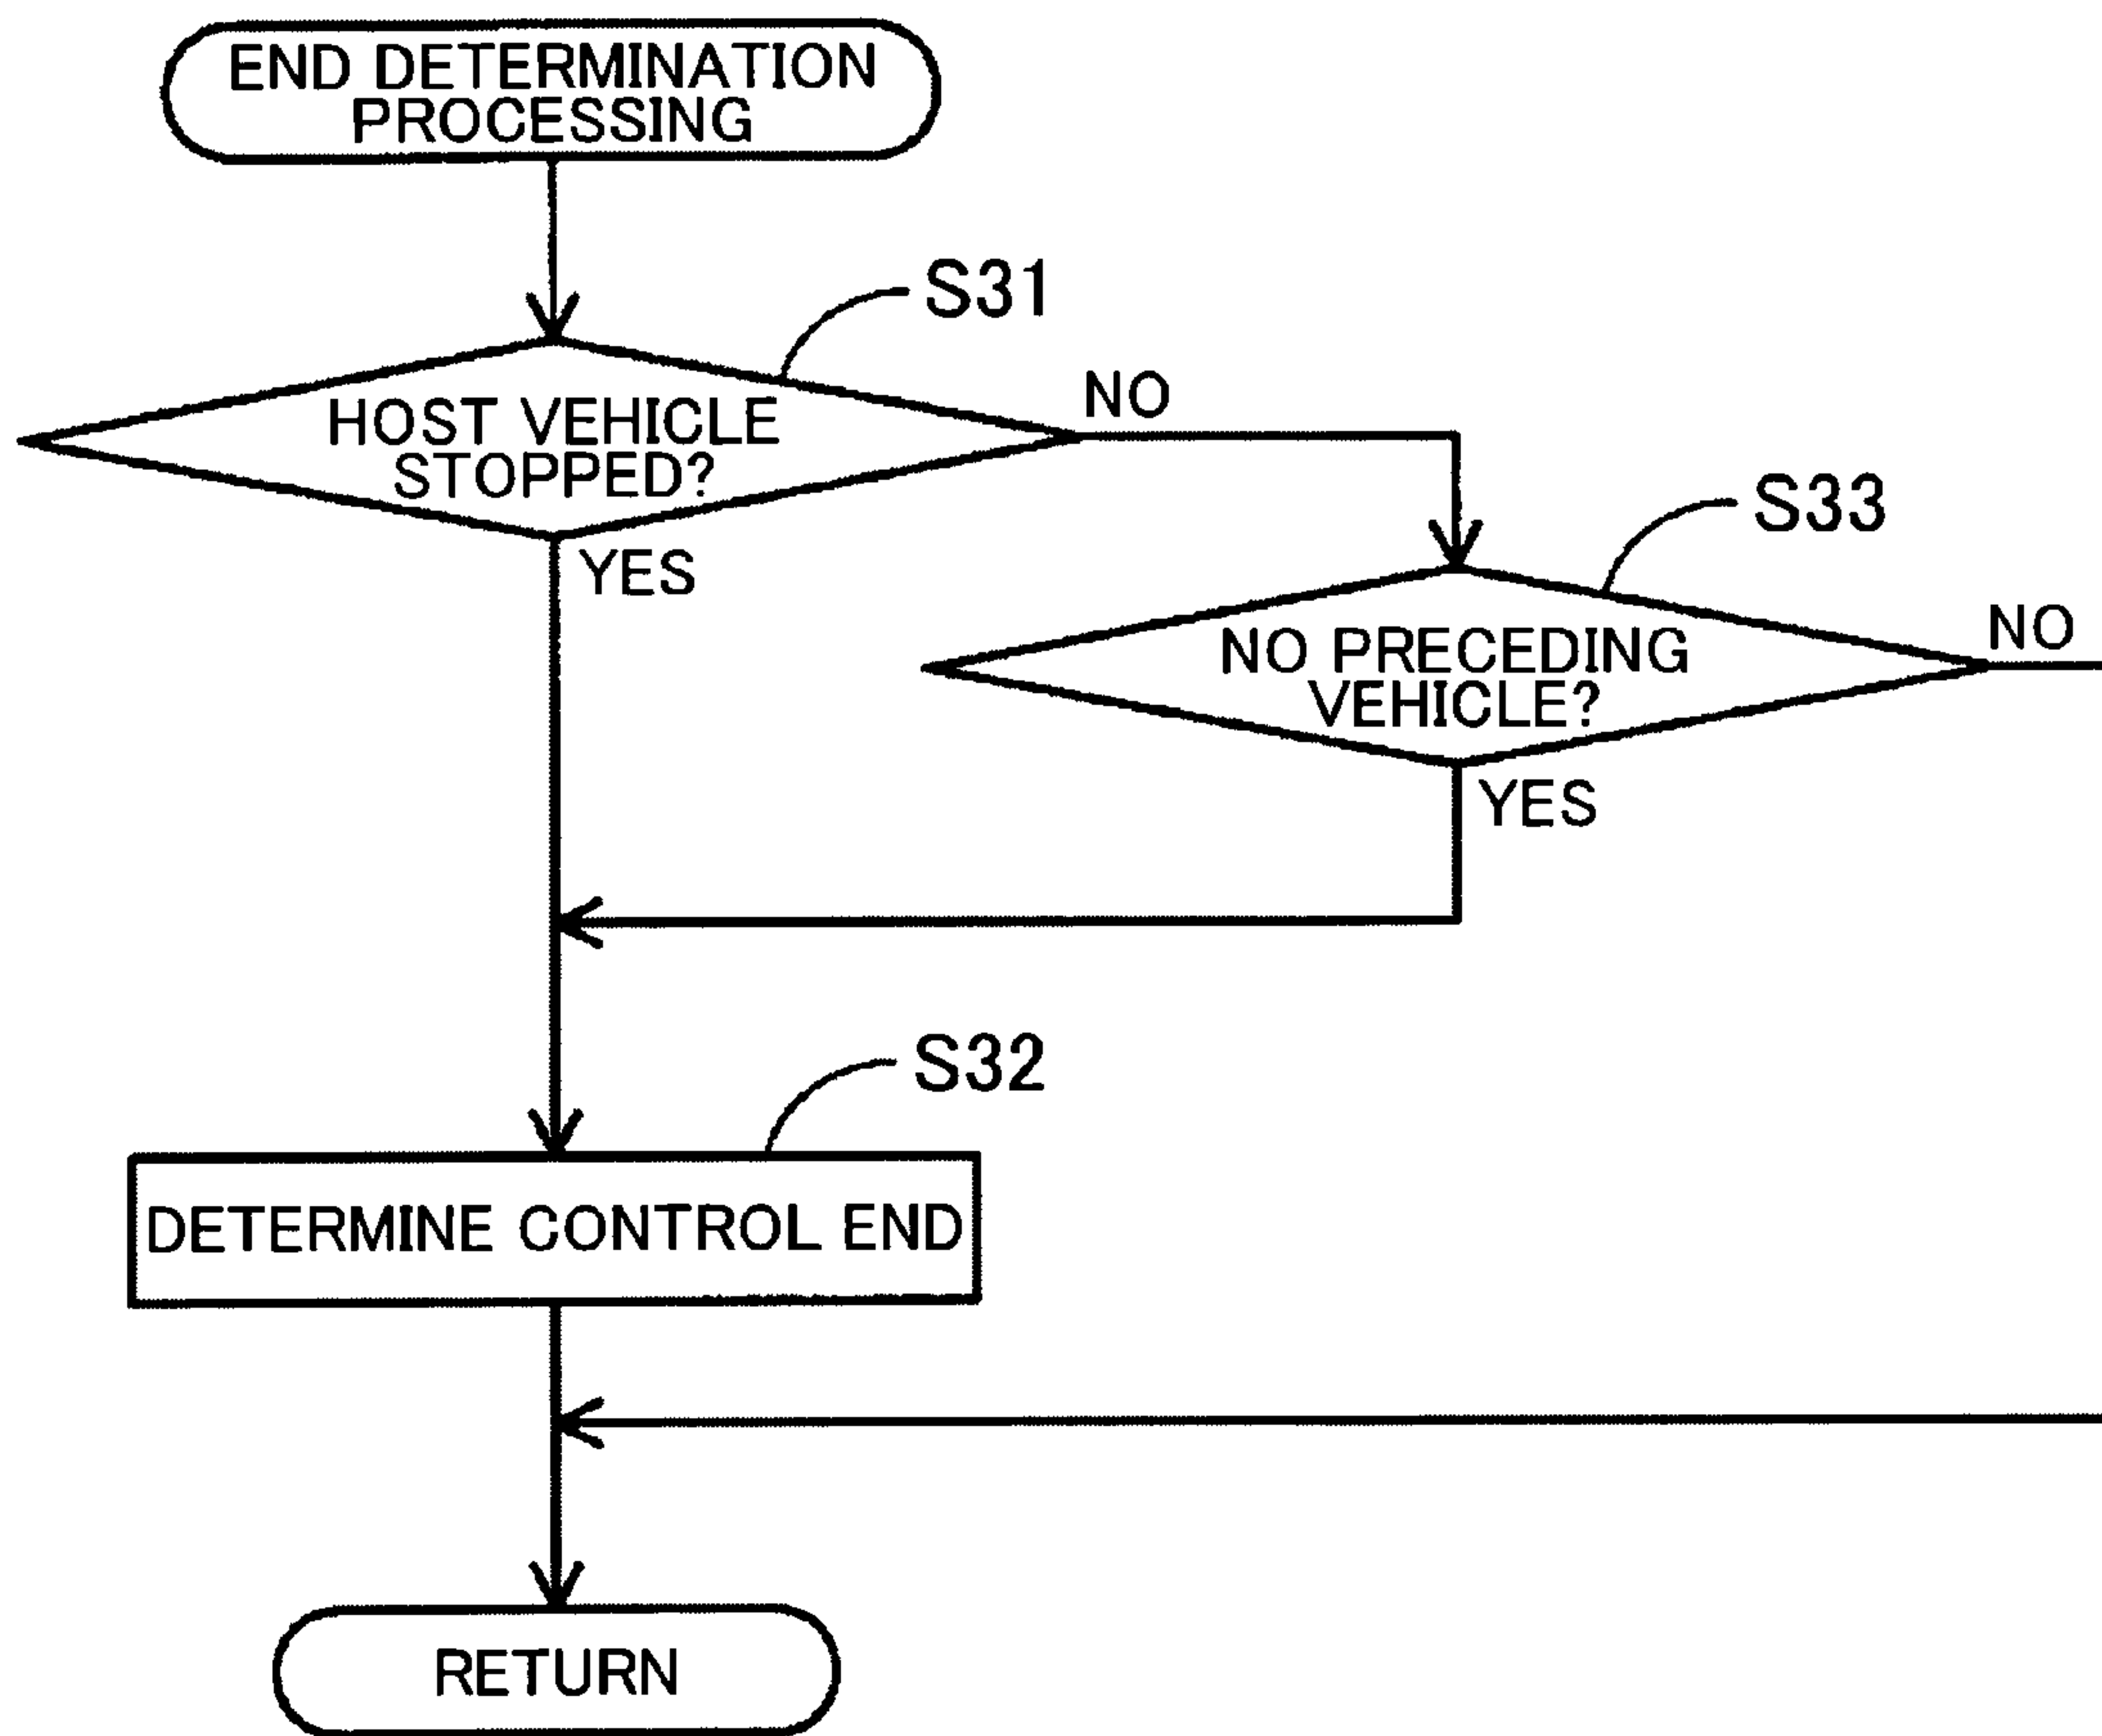 END DETERMINATION
PROCESSING
S31
HOST VEHICLE
STOPPED?
NO
YES
S33
NO PRECEDING
VEHICLE?
NO
YES
S32
DETERMINE CONTROL END
RETURN